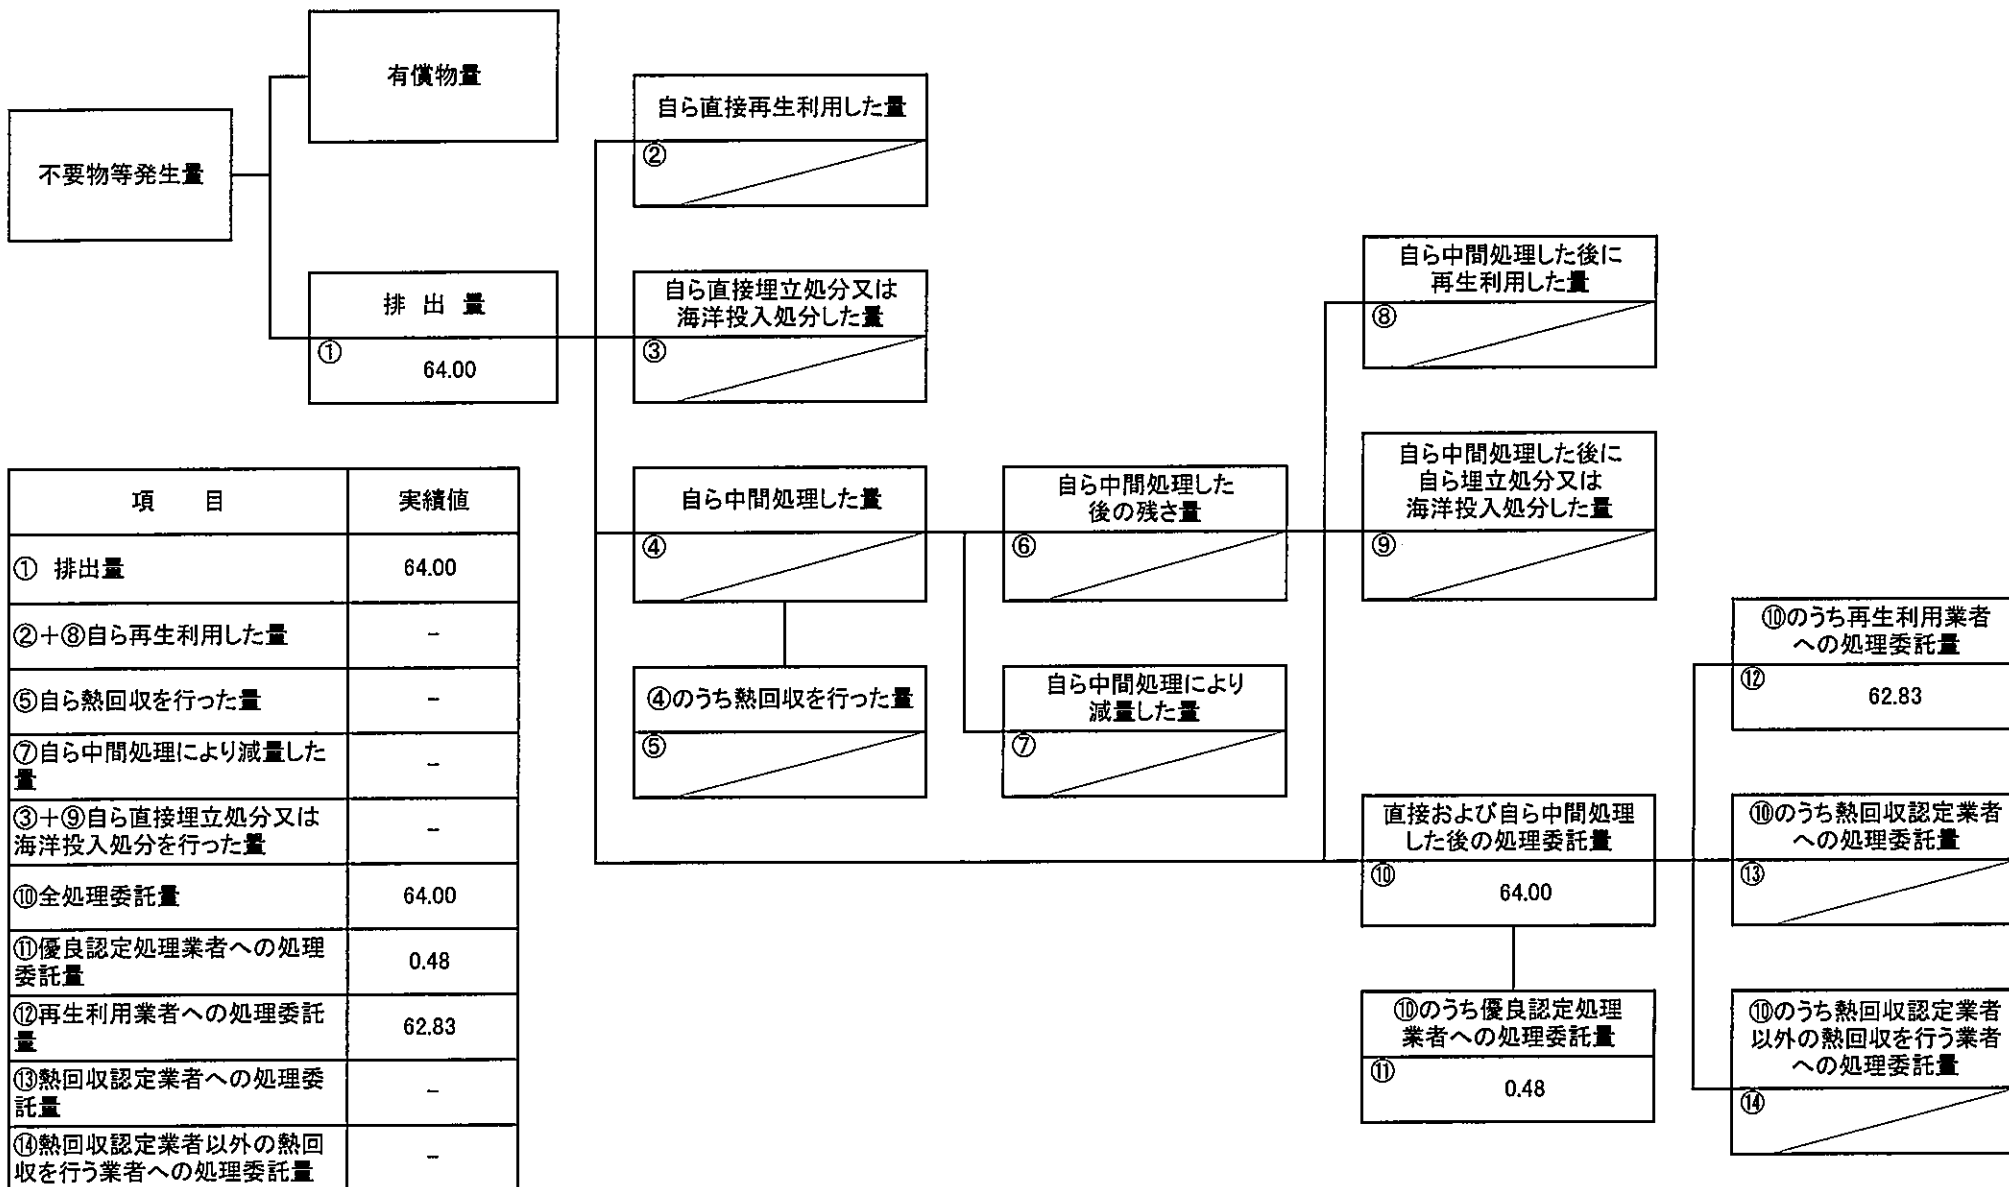 有償物量
不要物等発生量
排 出 量
①
64.00
自ら直接再生利用した量
②
自ら直接埋立処分又は
海洋投入処分した量
③
自ら中間処理した量
④
④のうち熱回収を行った量
⑤
自ら中間処理した
後の残さ量
⑥
自ら中間処理により
減量した量
⑦
自ら中間処理した後に
再生利用した量
⑧
自ら中間処理した後に
自ら埋立処分又は
海洋投入処分した量
⑨
直接および自ら中間処理
した後の処理委託量
⑩
64.00
⑩のうち優良認定処理
業者への処理委託量
⑪
0.48
⑩のうち再生利用業者
への処理委託量
⑫
62.83
⑩のうち熱回収認定業者
への処理委託量
⑬
⑩のうち熱回収認定業者
以外の熱回収を行う業者
への処理委託量
⑭
項 目 実績値
① 排出量 64.00
②+⑧自ら再生利用した量 −
⑤自ら熱回収を行った量 −
⑦自ら中間処理により減量した
量 −
③+⑨自ら直接埋立処分又は
海洋投入処分を行った量 −
⑩全処理委託量 64.00
⑪優良認定処理業者への処理
委託量 0.48
⑫再生利用業者への処理委託
量 62.83
⑬熱回収認定業者への処理委
託量 −
⑭熱回収認定業者以外の熱回
収を行う業者への処理委託量 −